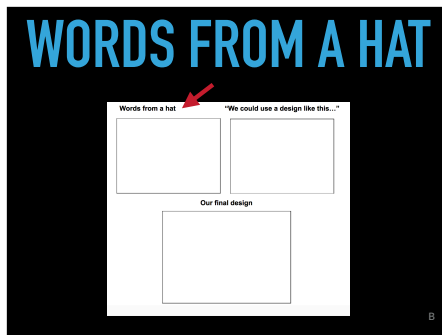 WORDS FROM A HAT
Words from a hat
"We could use a design like this…"
Our final design
B